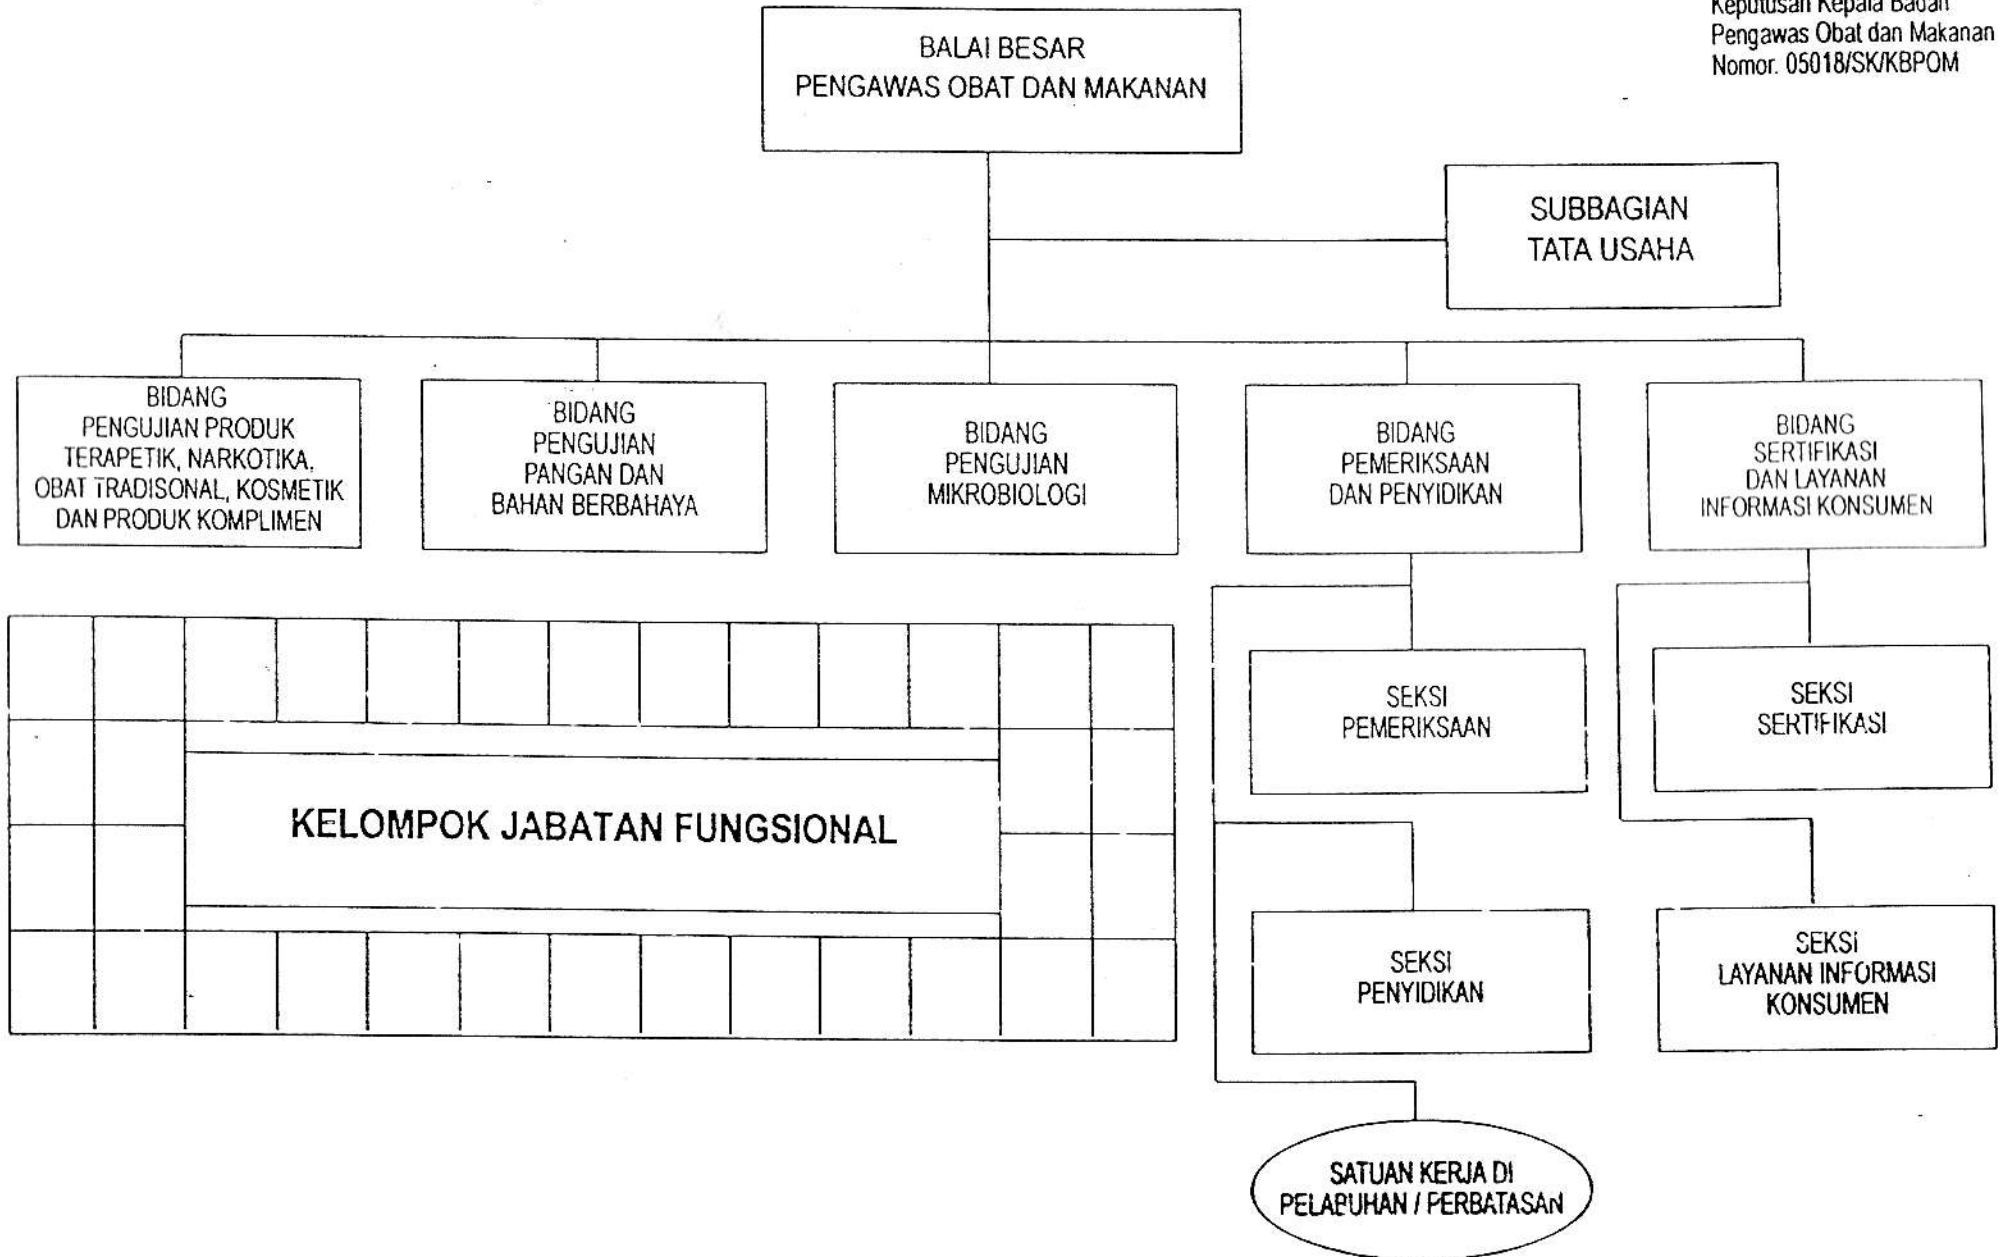 Keputusan Kepala Badan
Pengawas Obat dan Makanan
Nomor. 05018/SK/KBPOM
BALAI BESAR
PENGAWAS OBAT DAN MAKANAN
SUBBAGIAN
TATA USAHA
BIDANG
PENGUJIAN PRODUK
TERAPETIK, NARKOTIKA,
OBAT TRADISONAL, KOSMETIK
DAN PRODUK KOMPLIMEN
BIDANG
PENGUJIAN
PANGAN DAN
BAHAN BERBAHAYA
BIDANG
PENGUJIAN
MIKROBIOLOGI
BIDANG
PEMERIKSAAN
DAN PENYIDIKAN
BIDANG
SERTIFIKASI
DAN LAYANAN
INFORMASI KONSUMEN
KELOMPOK JABATAN FUNGSIONAL
SEKSI
PEMERIKSAAN
SEKSI
SERTIFIKASI
SEKSI
PENYIDIKAN
SEKSI
LAYANAN INFORMASI
KONSUMEN
SATUAN KERJA DI
PELABUHAN / PERBATASAN